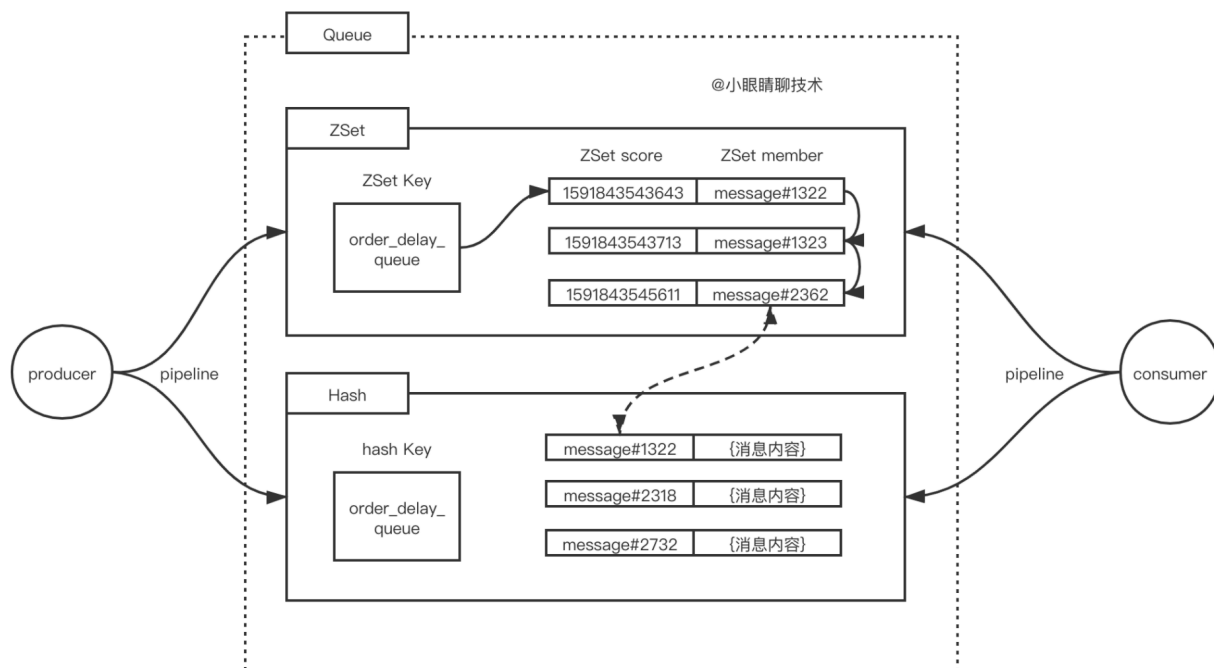 Queue
@小眼睛聊技术
ZSet
ZSet score
ZSet member
ZSet Key
1591843543643
message#1322
order_delay_
queue
1591843543713
message#1323
1591843545611
message#2362
producer
pipeline
pipeline
consumer
Hash
hash Key
message#1322
{消息内容}
order_delay_
queue
message#2318
{消息内容}
message#2732
{消息内容}